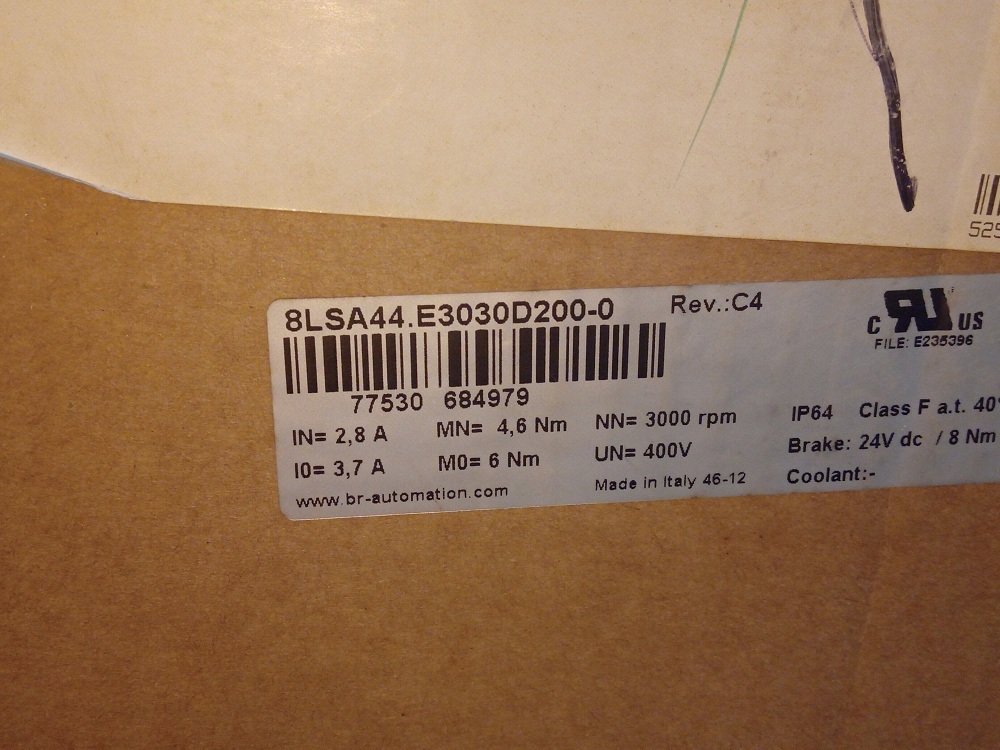 525
8LSA44.E3030D200-0 Rev.:C4
c RU US
FILE: E235396
77530 684979
IN= 2,8 A MN= 4,6 Nm NN= 3000 rpm IP64 Class F a.t. 40°
I0= 3,7 A M0= 6 Nm UN= 400V Brake: 24V dc / 8 Nm
www.br-automation.com Made in Italy 46-12 Coolant:-